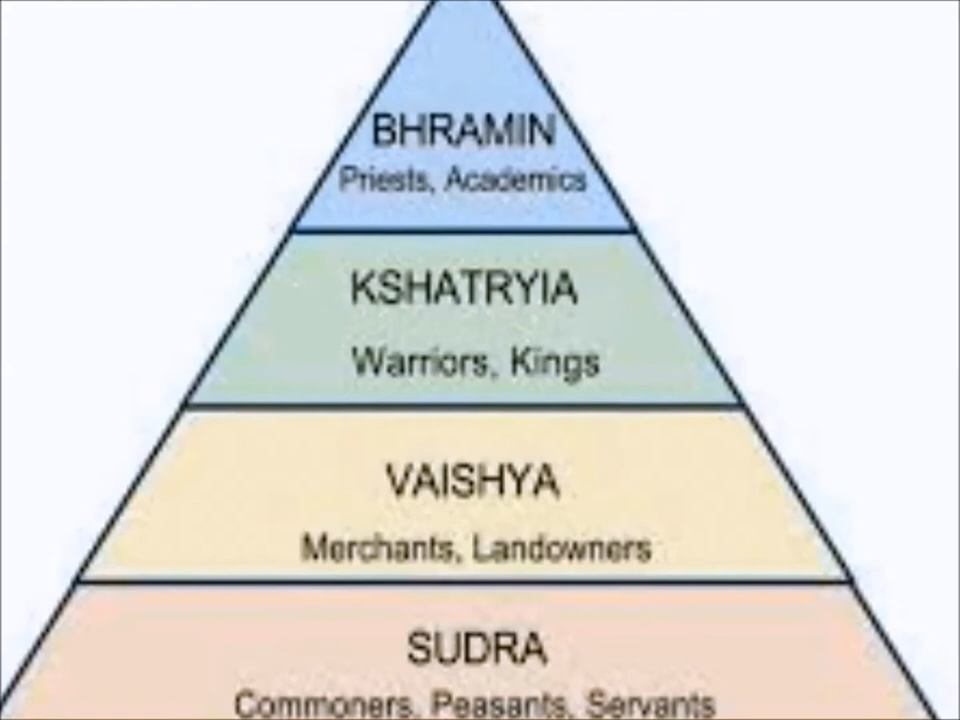 BHRAMIN
Priests, Academics
KSHATRYIA
Warriors, Kings
VAISHYA
Merchants, Landowners
SUDRA
Commoners, Peasants, Servants